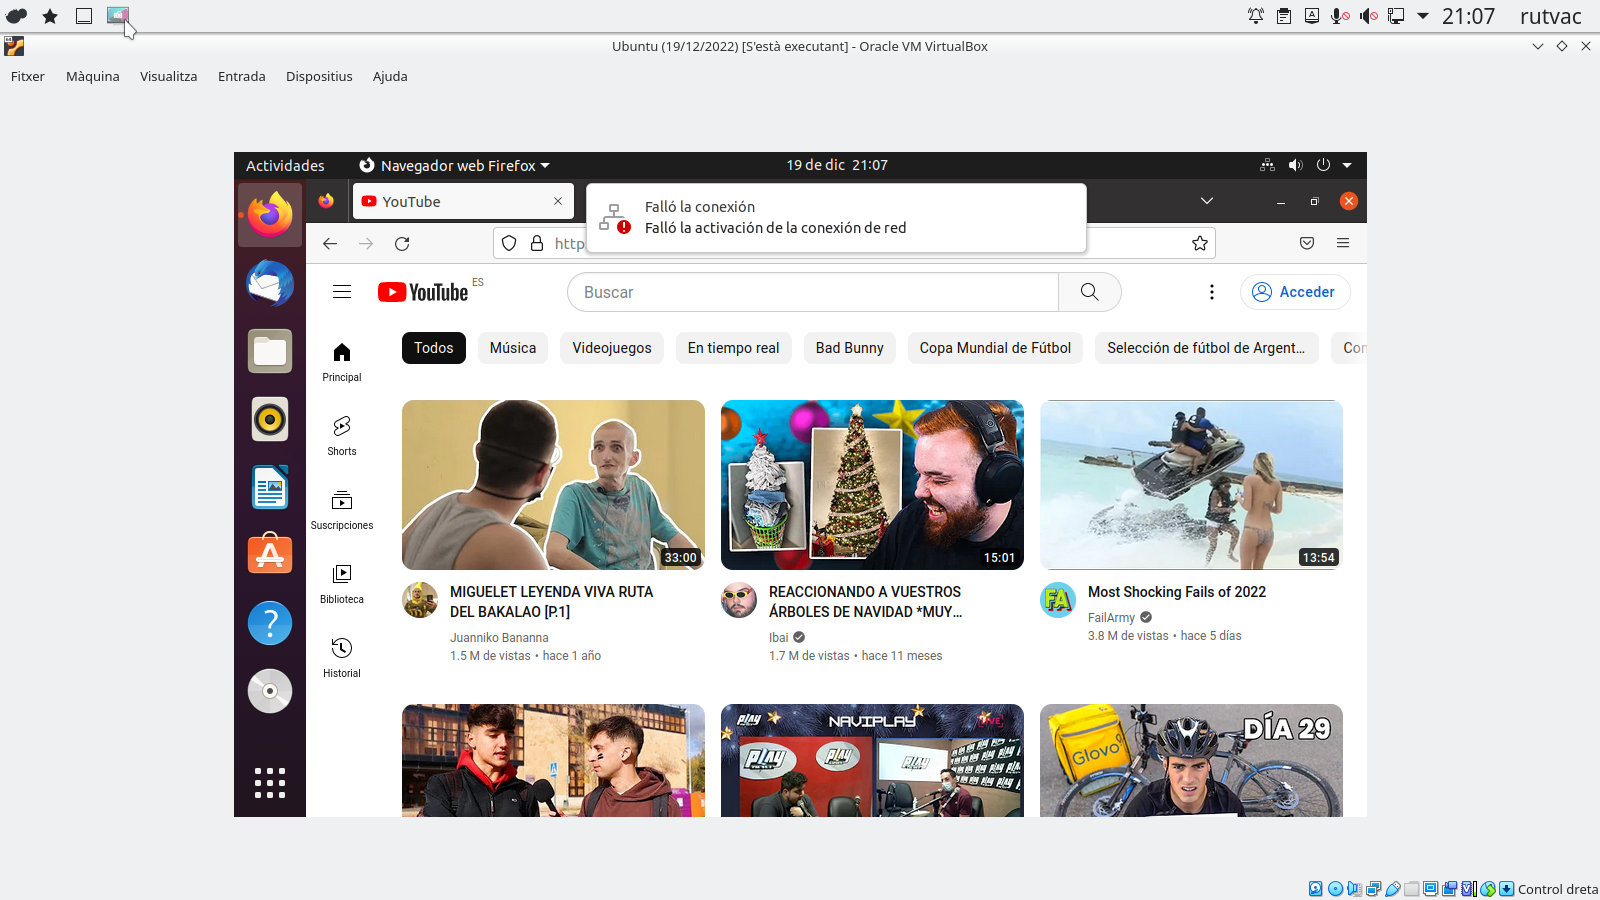 21:07
rutvac
Ubuntu (19/12/2022) [S'està executant] - Oracle VM VirtualBox
Fitxer Màquina Visualitza Entrada Dispositius Ajuda
Actividades
Navegador web Firefox
19 de dic 21:07
YouTube
Falló la conexión
Falló la activación de la conexión de red
http
YouTube ES
Buscar
Acceder
Todos Música Videojuegos En tiempo real Bad Bunny Copa Mundial de Fútbol Selección de fútbol de Argent... Con
Principal
Shorts
Suscripciones
Biblioteca
Historial
33:00
15:01
13:54
MIGUELET LEYENDA VIVA RUTA
DEL BAKALAO [P.1]
Juanniko Bananna
1.5 M de vistas • hace 1 año
REACCIONANDO A VUESTROS
ÁRBOLES DE NAVIDAD *MUY...
Ibai
1.7 M de vistas • hace 11 meses
FA
Most Shocking Fails of 2022
FailArmy
3.8 M de vistas • hace 5 días
play
NAVIPLAY
LIVE
play
play
play
Glovo
DÍA 29
Control dreta